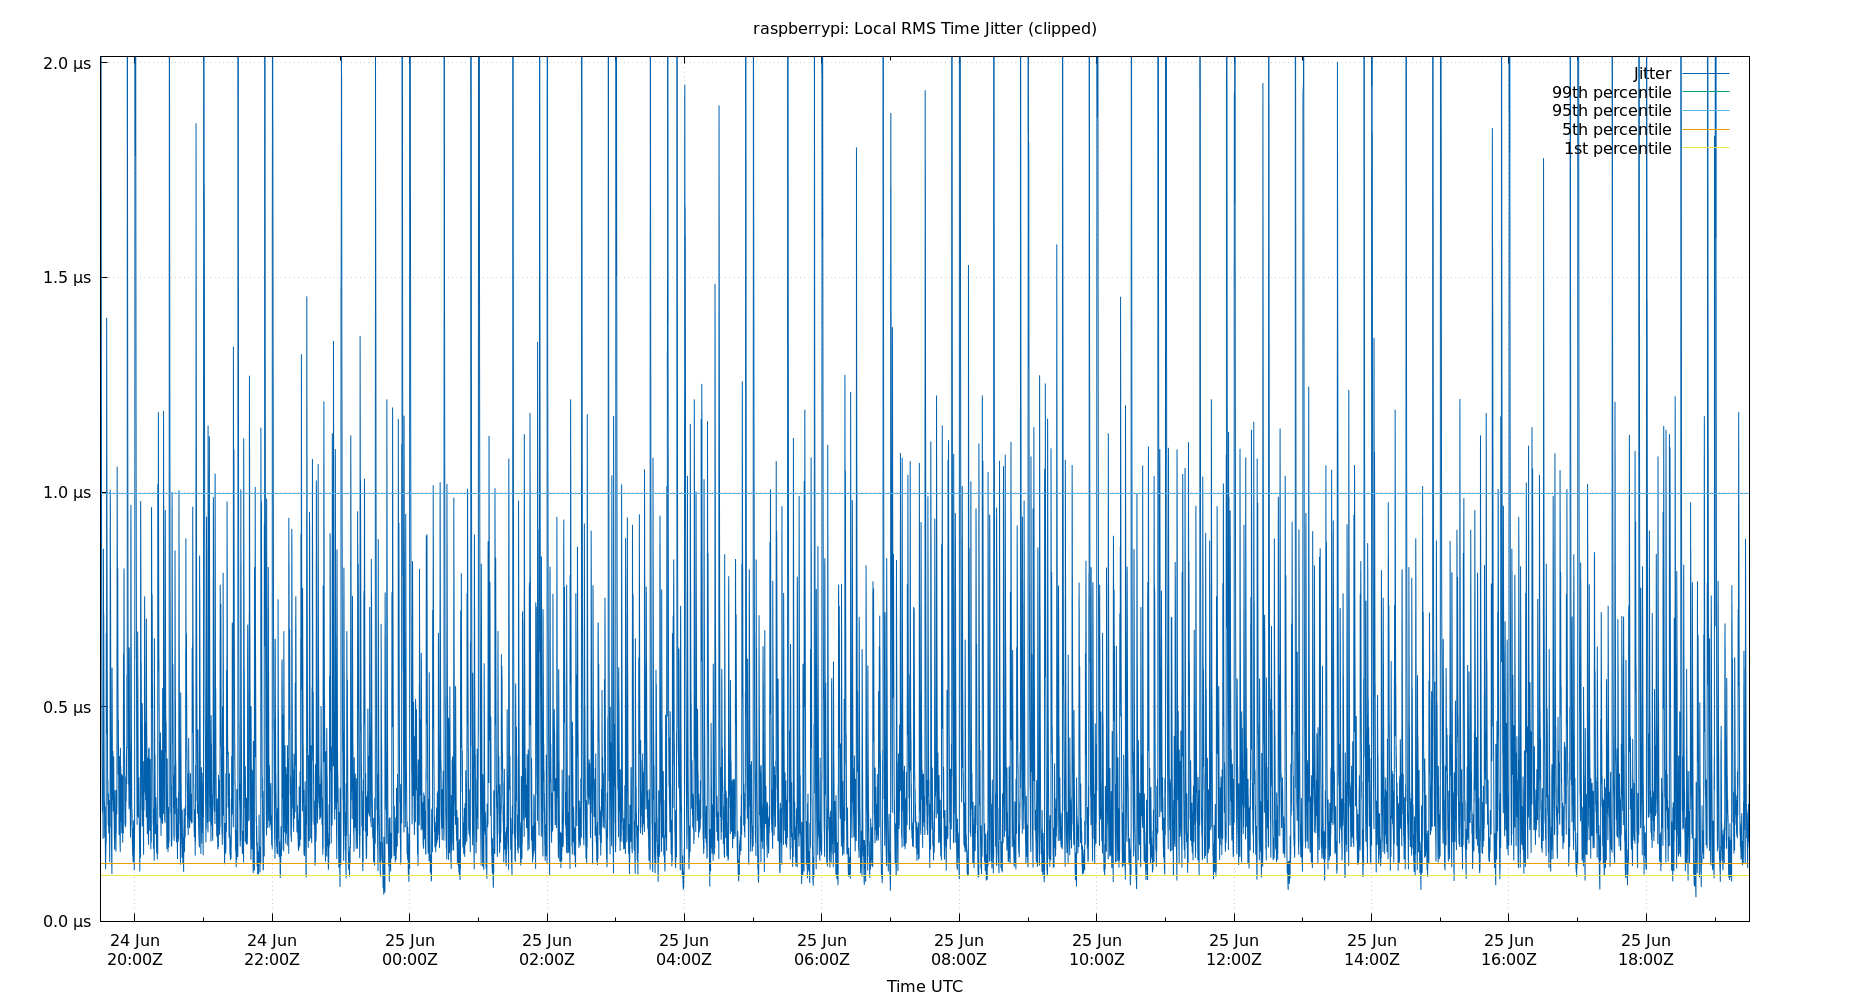 raspberrypi: Local RMS Time Jitter (clipped)
2.0 μs
1.5 μs
1.0 μs
0.5 μs
0.0 μs
Jitter
99th percentile
95th percentile
5th percentile
1st percentile
24 Jun 24 Jun 25 Jun 25 Jun 25 Jun 25 Jun 25 Jun 25 Jun 25 Jun 25 Jun 25 Jun 25 Jun
20:00Z 22:00Z 00:00Z 02:00Z 04:00Z 06:00Z 08:00Z 10:00Z 12:00Z 14:00Z 16:00Z 18:00Z
Time UTC